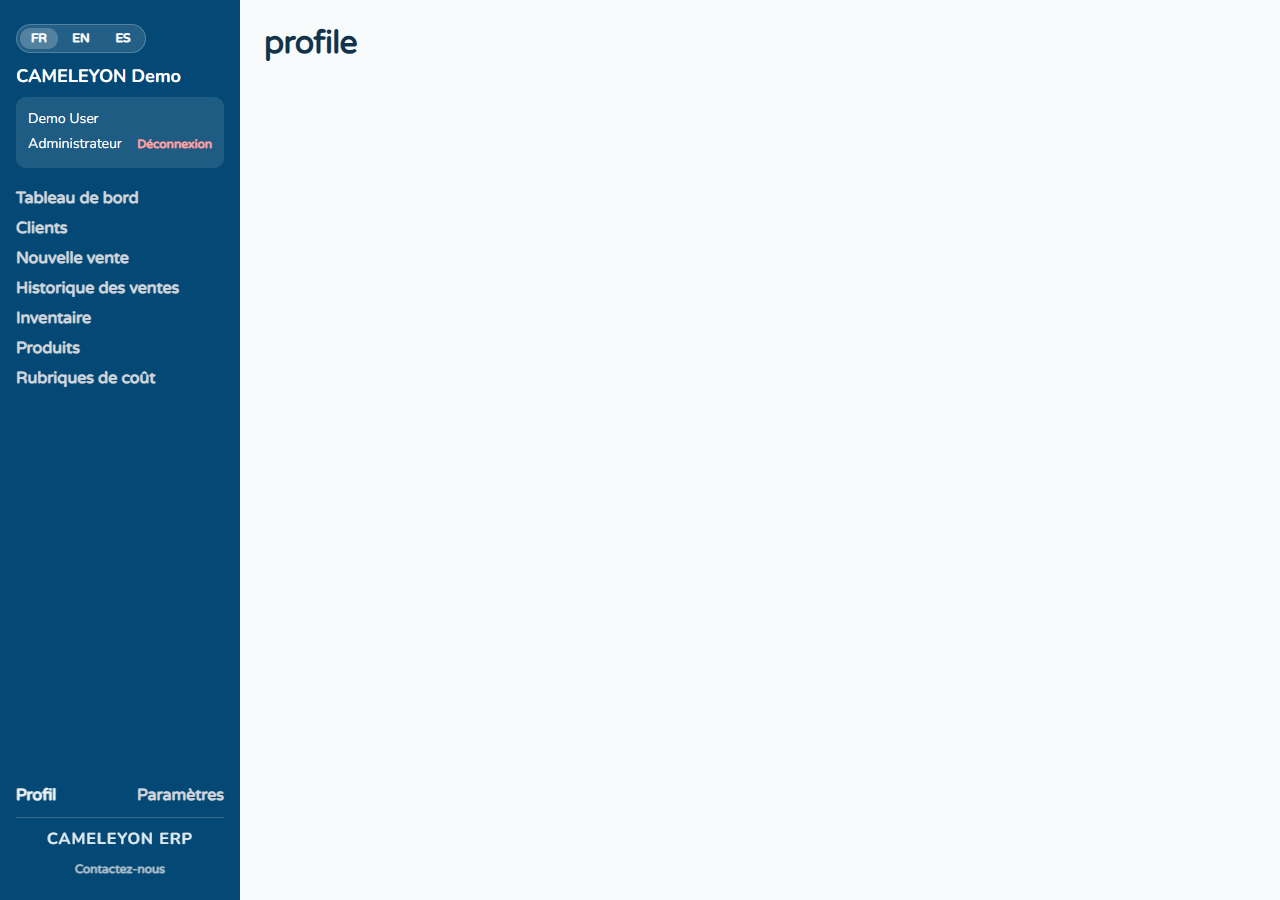 FR EN ES
CAMELEYON Demo
Demo User
Administrateur Déconnexion
Tableau de bord
Clients
Nouvelle vente
Historique des ventes
Inventaire
Produits
Rubriques de coût
Profil Paramètres
CAMELEYON ERP
Contactez-nous
profile